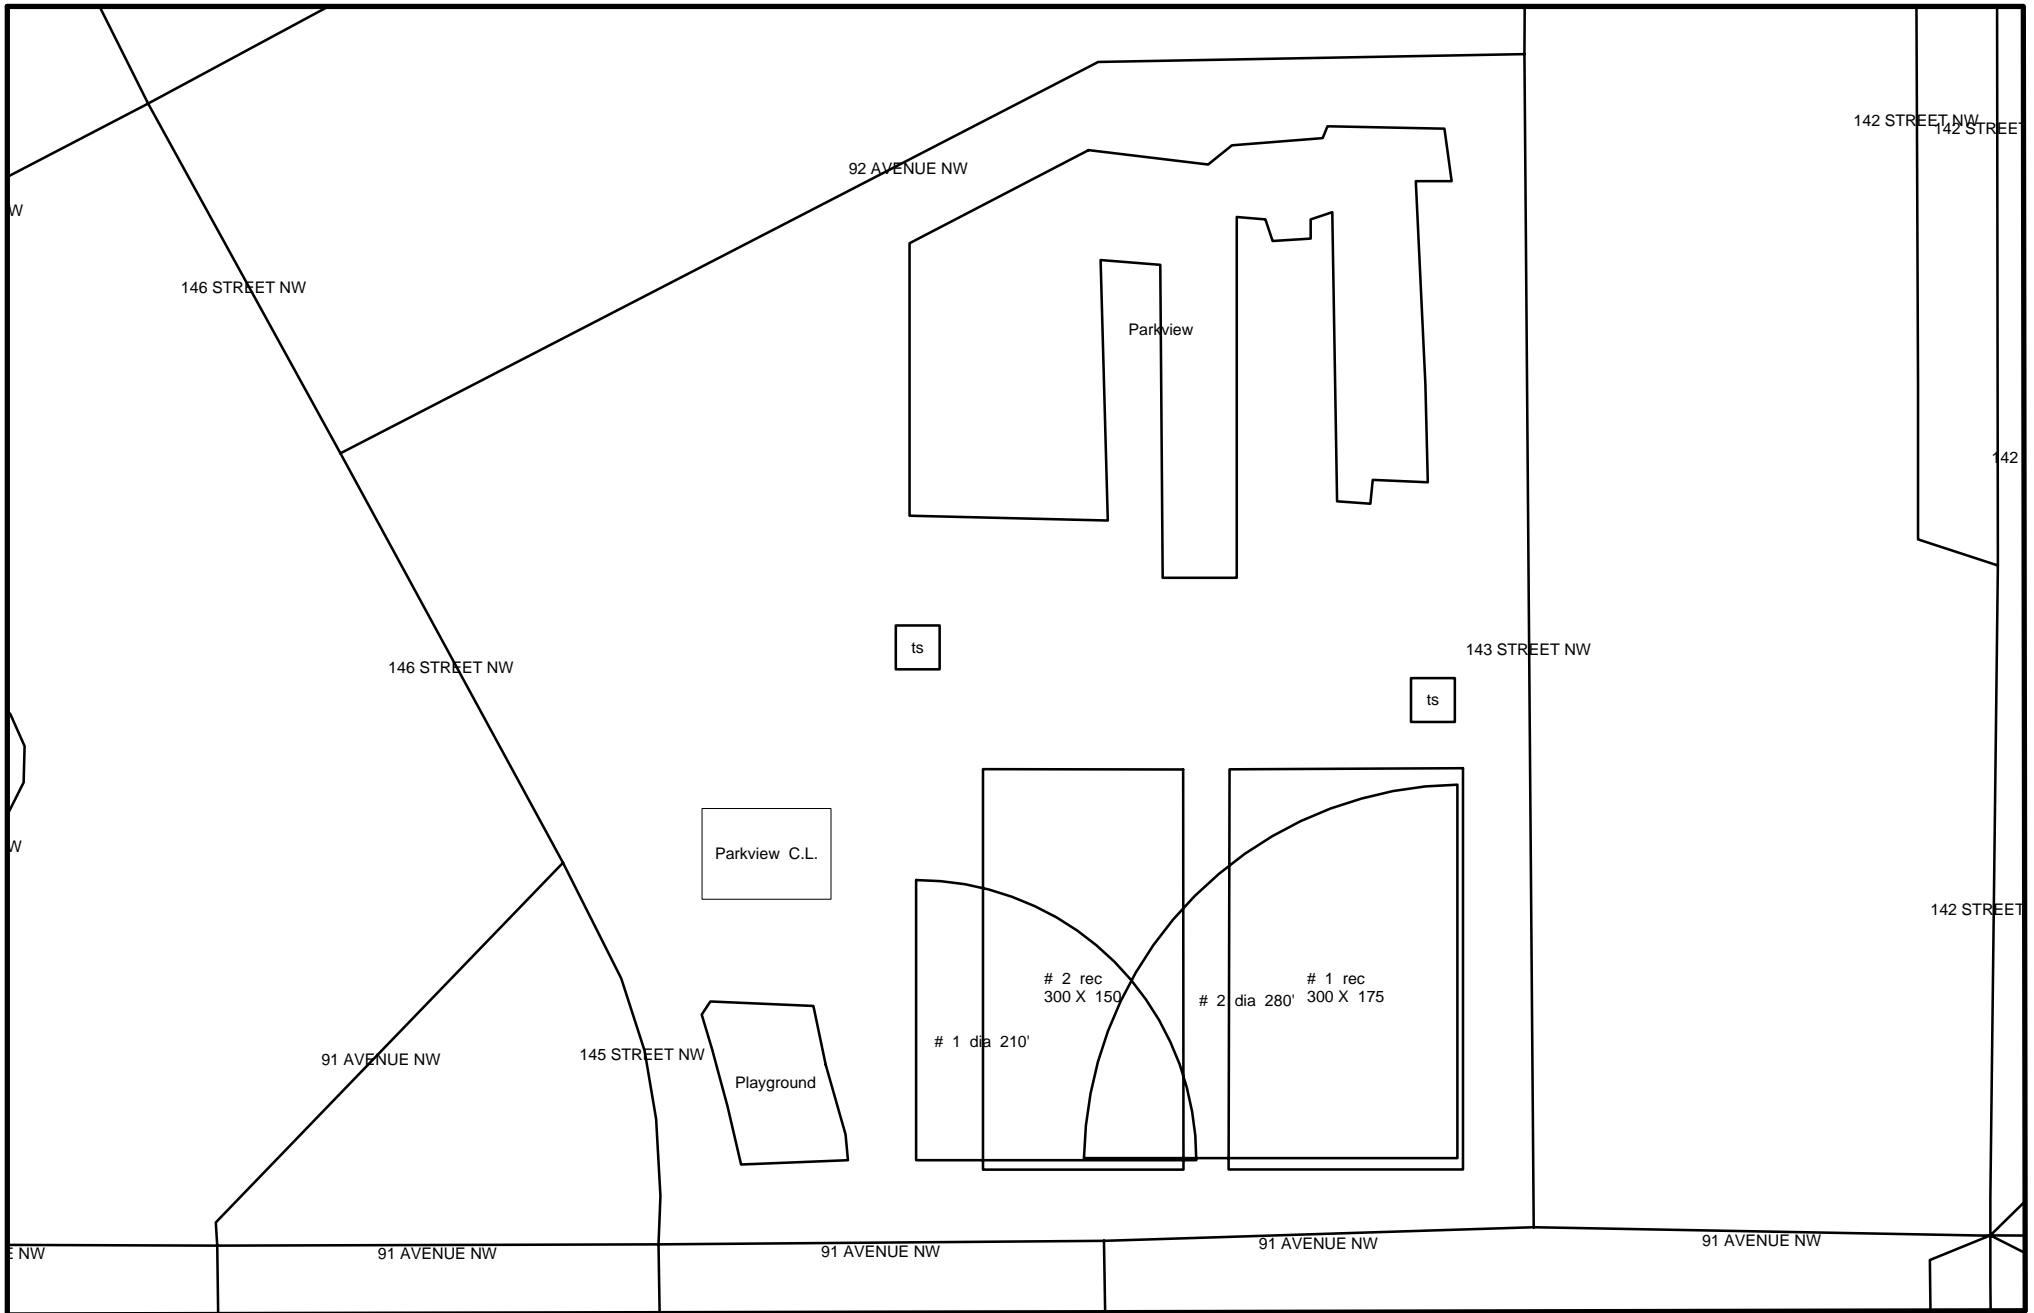 142 STREET NW
142 STREET
92 AVENUE NW
W
146 STREET NW
Parkview
142
ts
143 STREET NW
146 STREET NW
ts
W
Parkview C.L.
142 STREET
# 2 rec
300 X 150
# 1 rec
300 X 175
# 2 dia 280'
# 1 dia 210'
145 STREET NW
91 AVENUE NW
Playground
91 AVENUE NW
91 AVENUE NW
91 AVENUE NW
91 AVENUE NW
E NW